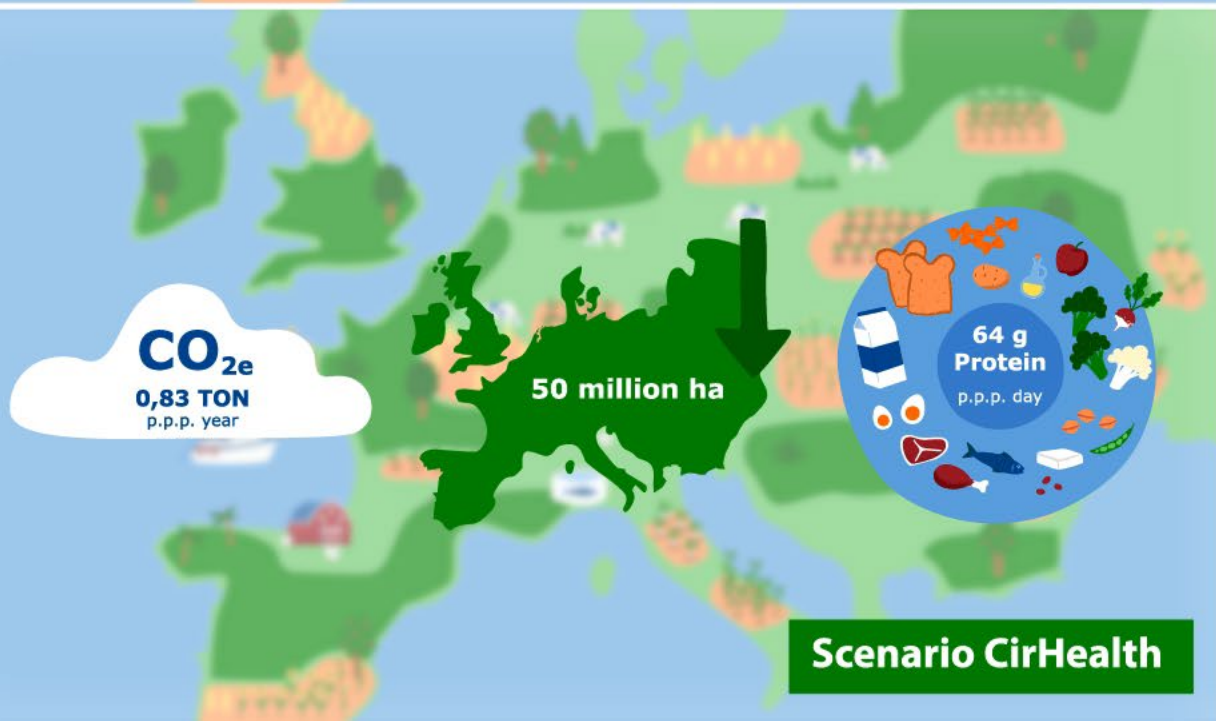 CO2e
0,83 TON
p.p.p. year
50 million ha
64 g
Protein
p.p.p. day
Scenario CirHealth